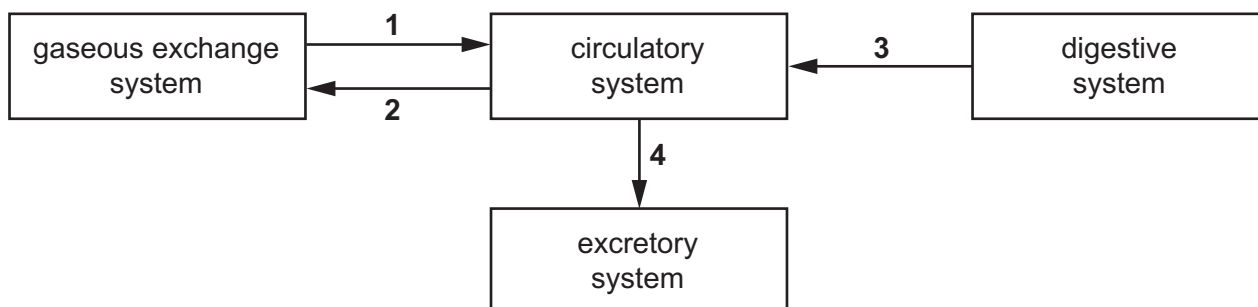 gaseous exchange
system
1
2
circulatory
system
3
digestive
system
4
excretory
system